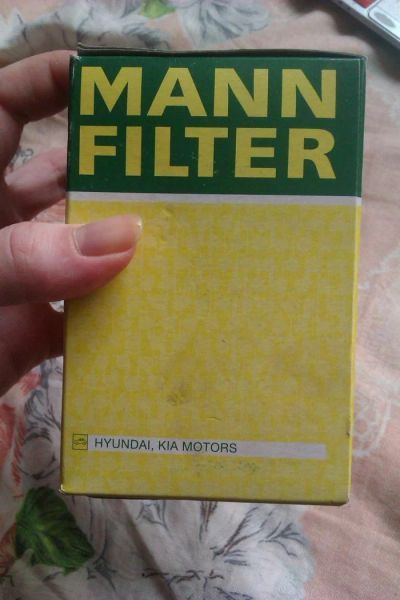 MANN
FILTER
HYUNDAI, KIA MOTORS